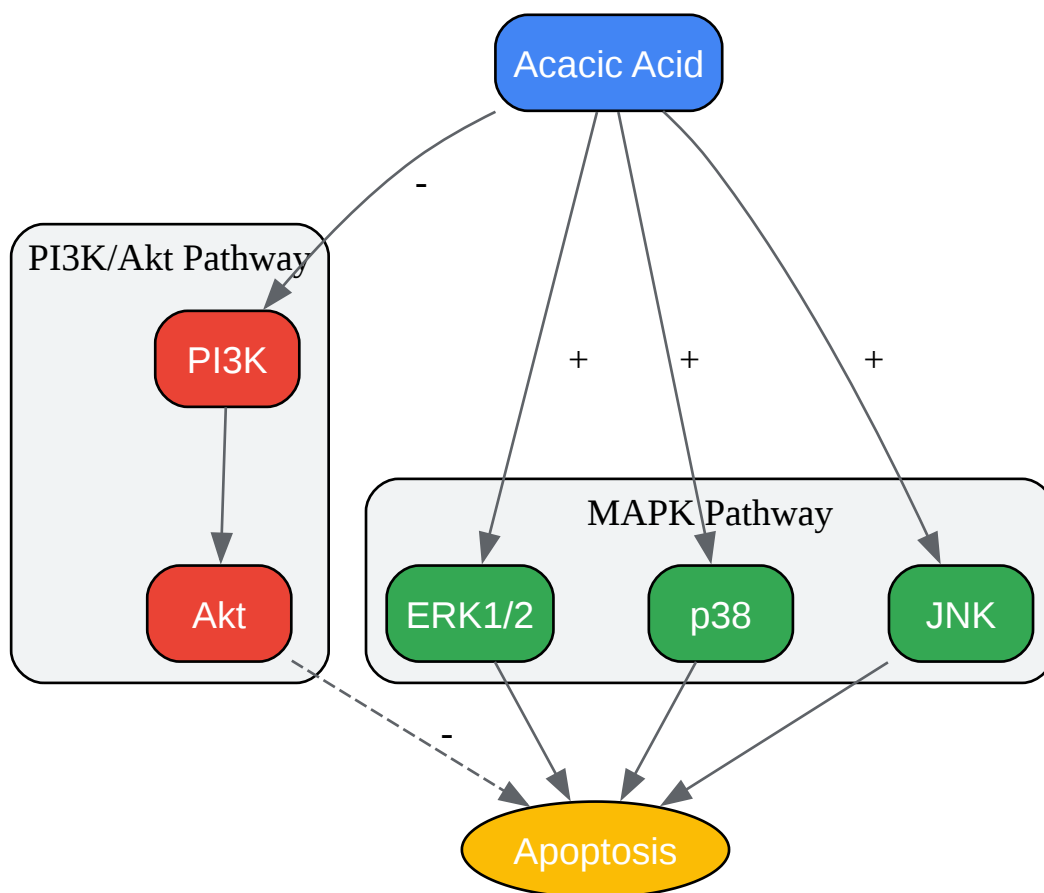 Acacic Acid
-
PI3K/Akt Pathway
PI3K
+
+
+
MAPK Pathway
Akt
ERK1/2
p38
JNK
-
Apoptosis